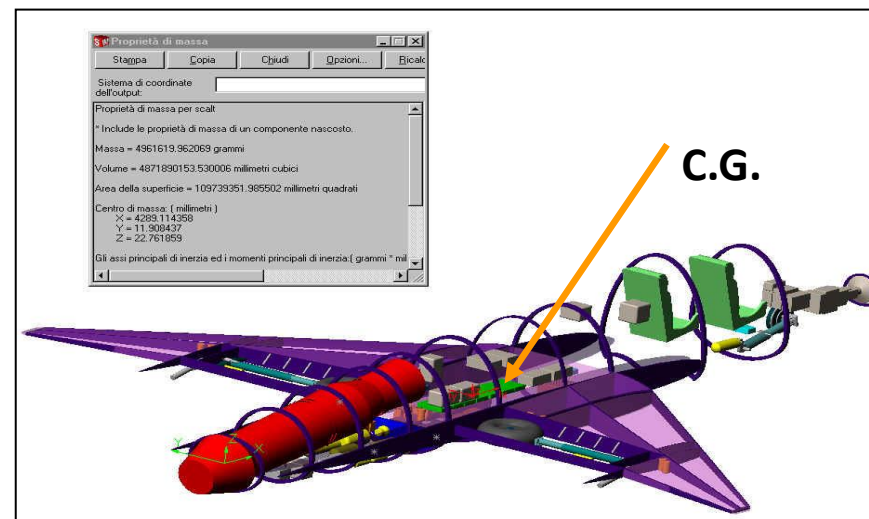 Proprietà di massa
Stampa Copia Chiudi Opzioni...
Sistema di coordinate
dell'output:
Proprietà di massa per scalt
* Include le proprietà di massa di un componente nascosto.
Massa = 4961619.962069 grammi
Volume = 4871890153.530006 millimetri cubici
Area della superficie = 109739351.985502 millimetri quadrati
Centro di massa: ( millimetri )
X = 4289.114358
Y = 11.908437
Z = 22.761859
Gli assi principali di inerzia ed i momenti principali di inerzia:( grammi * mil
C.G.
Y Z X